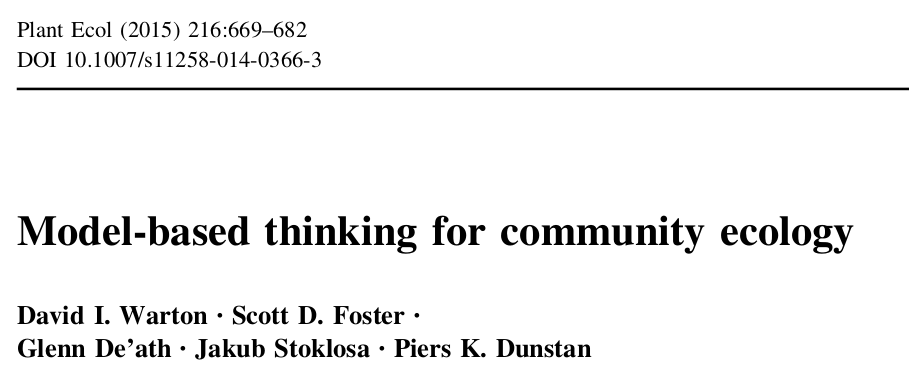 Plant Ecol (2015) 216:669–682
DOI 10.1007/s11258-014-0366-3
Model-based thinking for community ecology
David I. Warton · Scott D. Foster ·
Glenn De’ath · Jakub Stoklosa · Piers K. Dunstan